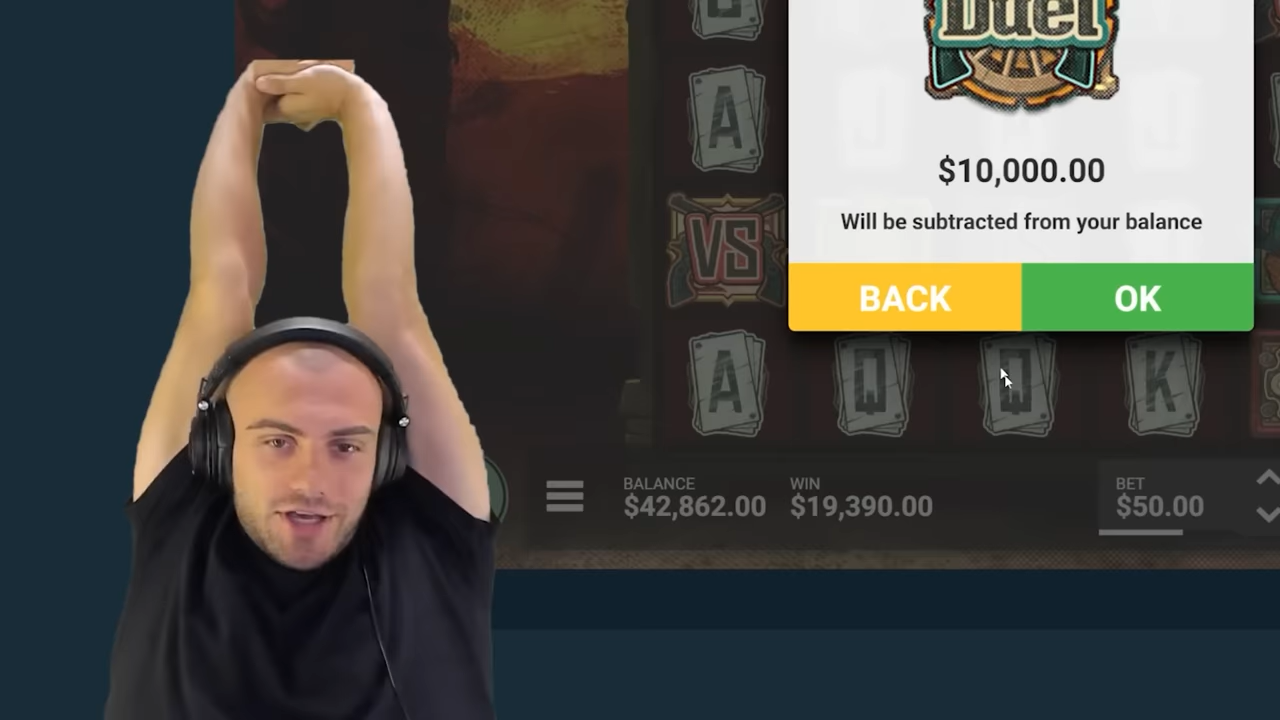 Duel
A
$10,000.00
Will be subtracted from your balance
VS
BACK
OK
A
Q
Q
K
BALANCE
WIN
BET
$42,862.00
$19,390.00
$50.00